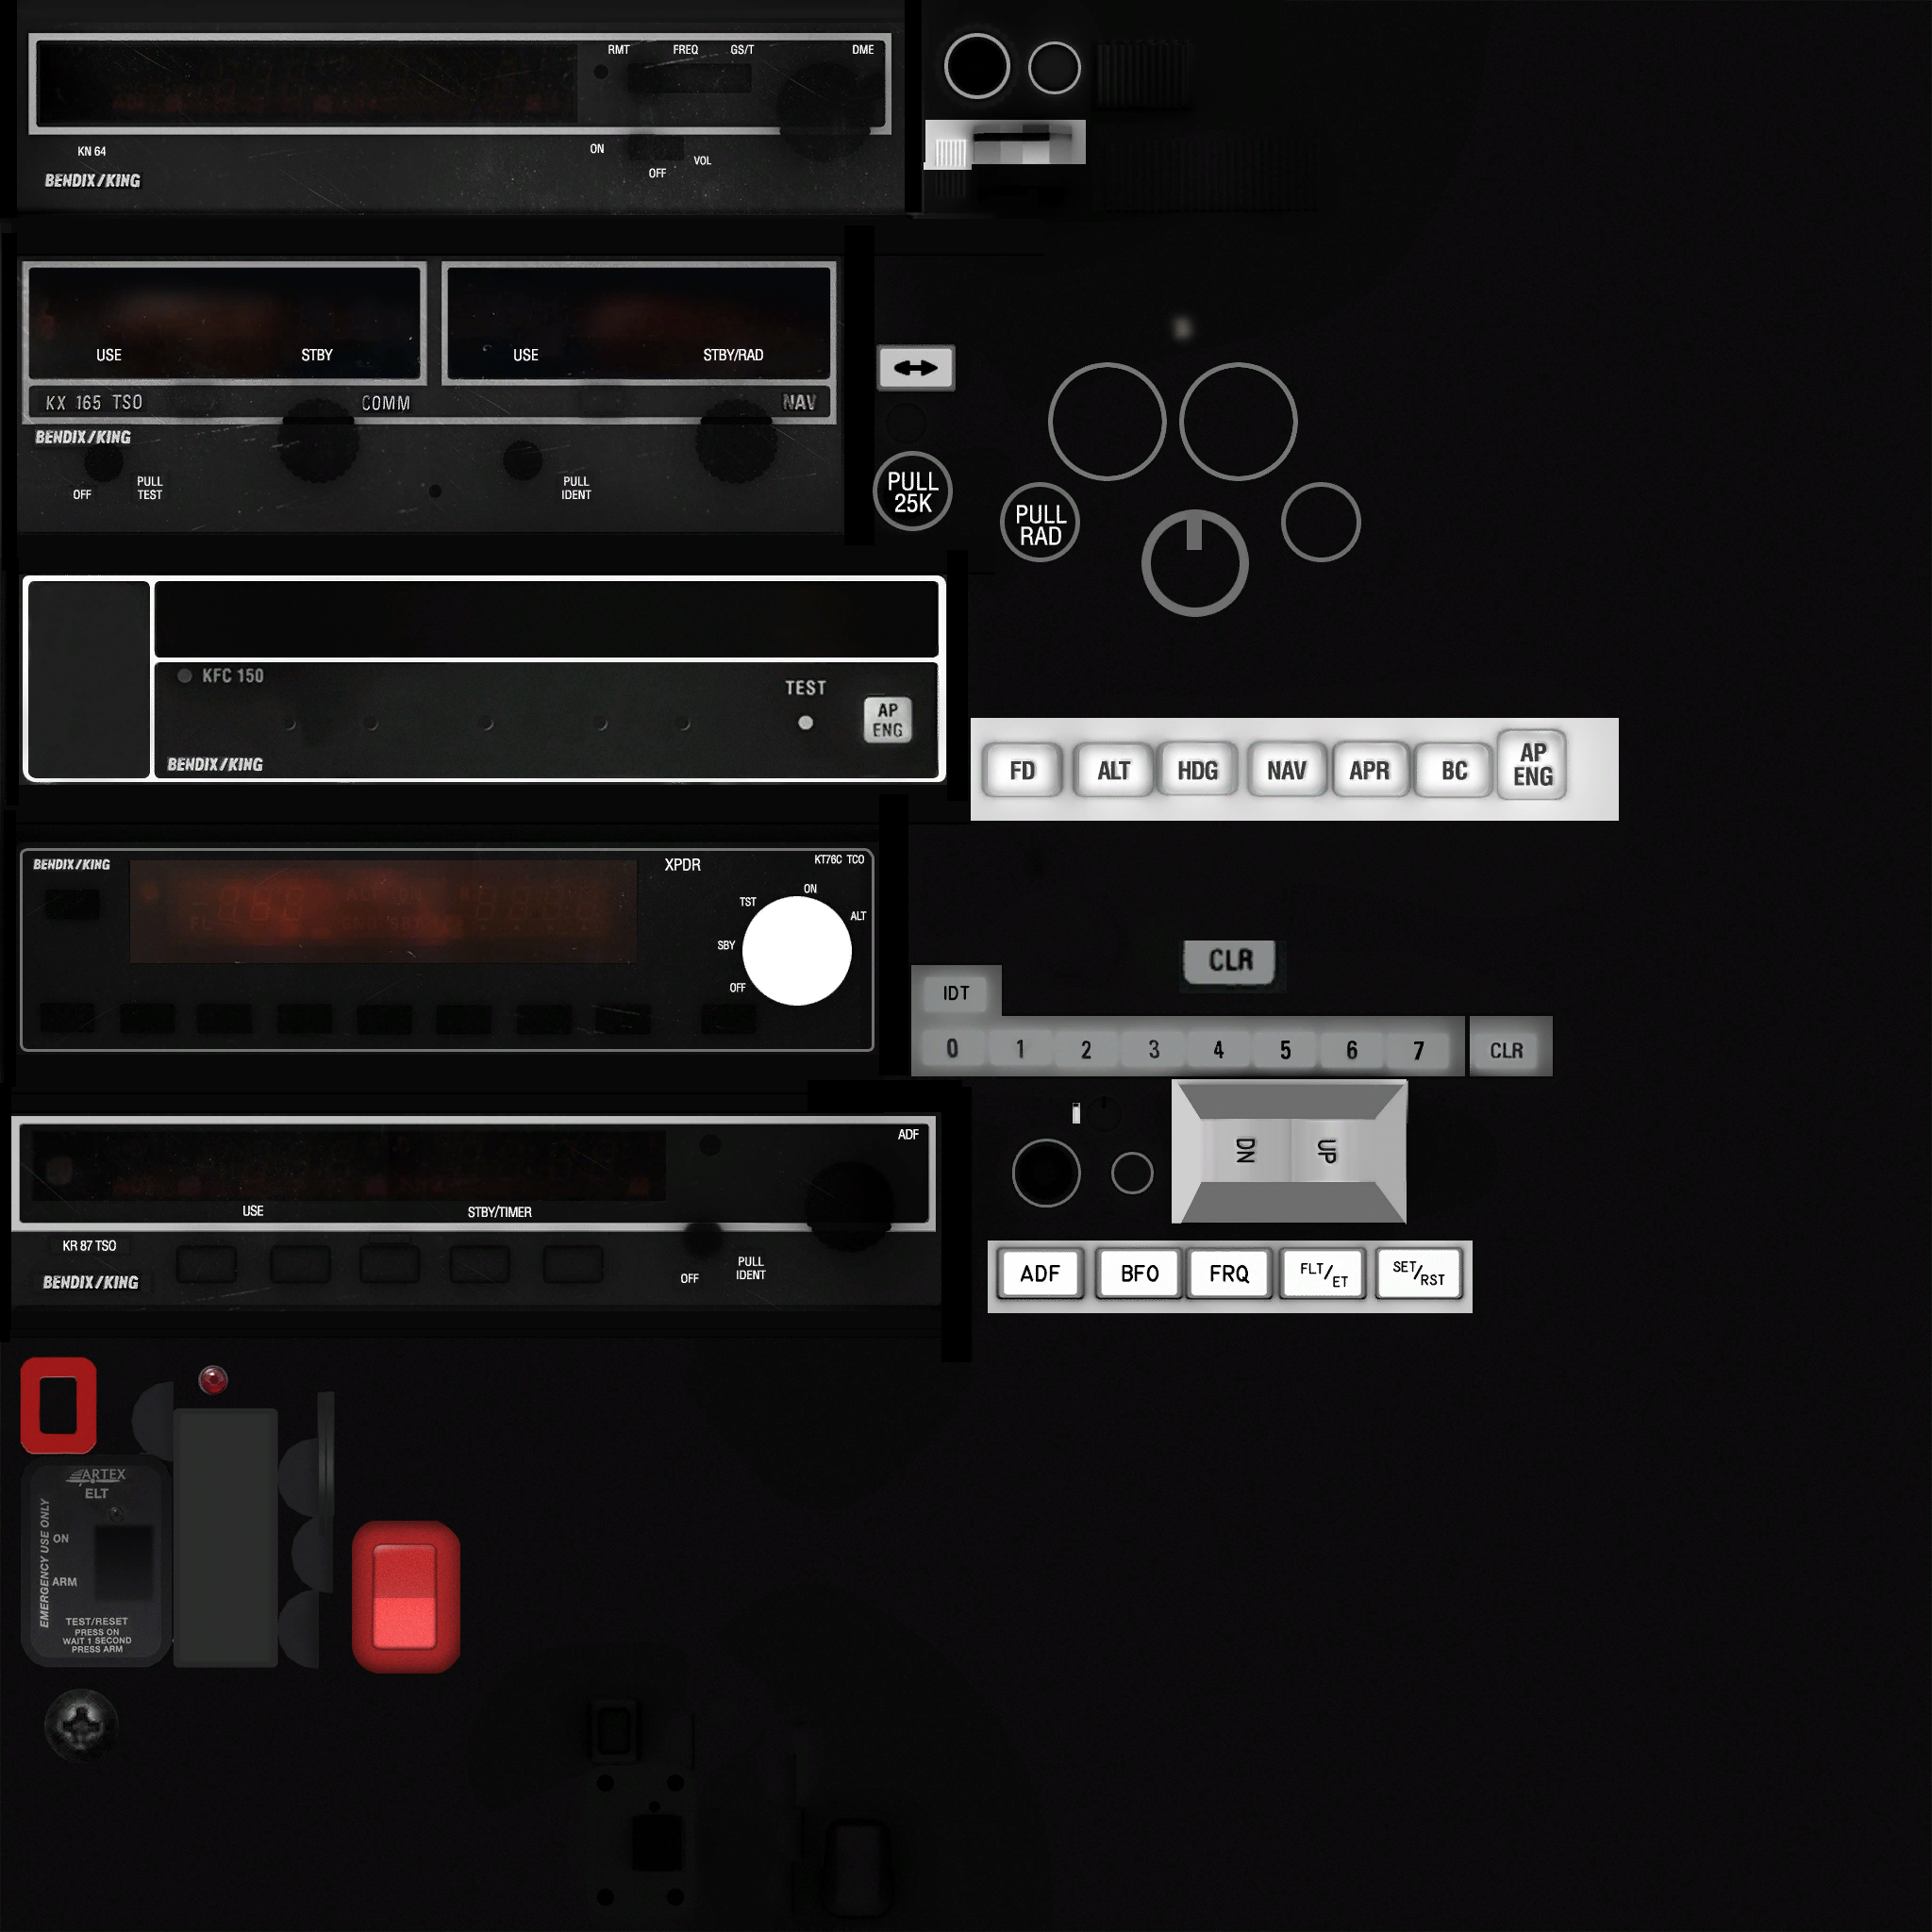 RMT FREQ GS/T DME
KN 64
ON
VOL
OFF
BENDIX/KING
USE STBY USE STBY/RAD
KX 165 TSO COMM NAV
BENDIX/KING
OFF
PULL
TEST
PULL
IDENT
PULL
25K
PULL
RAD
KFC 150
TEST
AP
ENG
BENDIX/KING
FD ALT HDG NAV APR BC AP
ENG
BENDIX/KING
XPDR
KT76C TCO
ON
TST
ALT
SBY
OFF
CLR
IDT
0 1 2 3 4 5 6 7 CLR
ADF
USE STBY/TIMER
KR 87 TSO
BENDIX/KING
OFF
PULL
IDENT
DN
UP
ADF BFO FRQ FLT/ET SET/RST
ARTEX
ELT
EMERGENCY USE ONLY
ON
ARM
TEST/RESET
PRESS ON
WAIT 1 SECOND
PRESS ARM